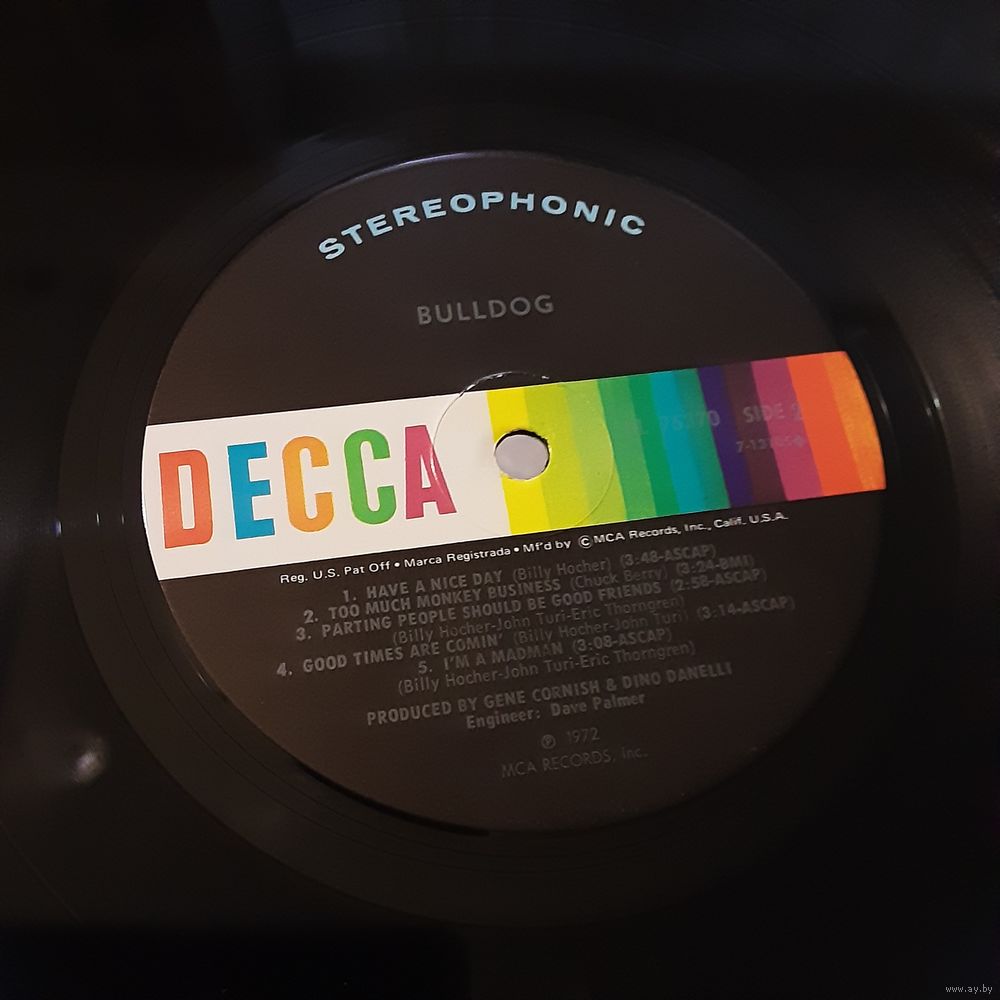 STEREOPHONIC
BULLDOG
DECCA
75370 SIDE 2
Reg. U.S. Pat Off • Marca Registrada • Mf'd by ©MCA Records, Inc., Calif. U.S.A.
1. HAVE A NICE DAY (Billy Hocher) (3:48-ASCAP)
2. TOO MUCH MONKEY BUSINESS (Chuck Berry) (3:24-BMI)
3. PARTING PEOPLE SHOULD BE GOOD FRIENDS (2:58-ASCAP)
(Billy Hocher-John Turi-Eric Thorngren)
4. GOOD TIMES ARE COMIN' (Billy Hocher-John Turi) (3:14-ASCAP)
5. I'M A MADMAN (3:08-ASCAP)
(Billy Hocher-John Turi-Eric Thorngren)
PRODUCED BY GENE CORNISH & DINO DANELLI
Engineer: Dave Palmer
℗ 1972
MCA RECORDS, Inc.
www.ay.by